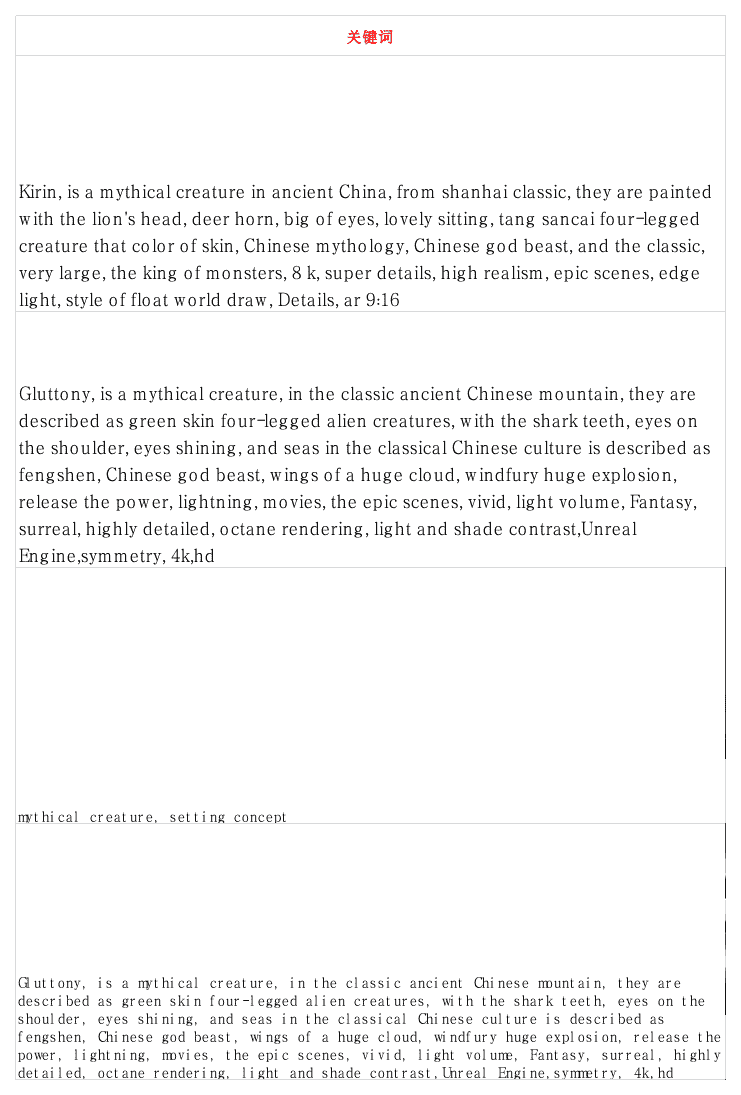 关键词
Kirin, is a mythical creature in ancient China, from shanhai classic, they are painted
with the lion's head, deer horn, big of eyes, lovely sitting, tang sancai four-legged
creature that color of skin, Chinese mythology, Chinese god beast, and the classic,
very large, the king of monsters, 8 k, super details, high realism, epic scenes, edge
light, style of float world draw, Details, ar 9:16
Gluttony, is a mythical creature, in the classic ancient Chinese mountain, they are
described as green skin four-legged alien creatures, with the shark teeth, eyes on
the shoulder, eyes shining, and seas in the classical Chinese culture is described as
fengshen, Chinese god beast, wings of a huge cloud, windfury huge explosion,
release the power, lightning, movies, the epic scenes, vivid, light volume, Fantasy,
surreal, highly detailed, octane rendering, light and shade contrast,Unreal
Engine,symmetry, 4k,hd
mythical creature, setting concept
Gluttony, is a mythical creature, in the classic ancient Chinese mountain, they are
described as green skin four-legged alien creatures, with the shark teeth, eyes on the
shoulder, eyes shining, and seas in the classical Chinese culture is described as
fengshen, Chinese god beast, wings of a huge cloud, windfury huge explosion, release the
power, lightning, movies, the epic scenes, vivid, light volume, Fantasy, surreal, highly
detailed, octane rendering, light and shade contrast,Unreal Engine,symmetry, 4k,hd